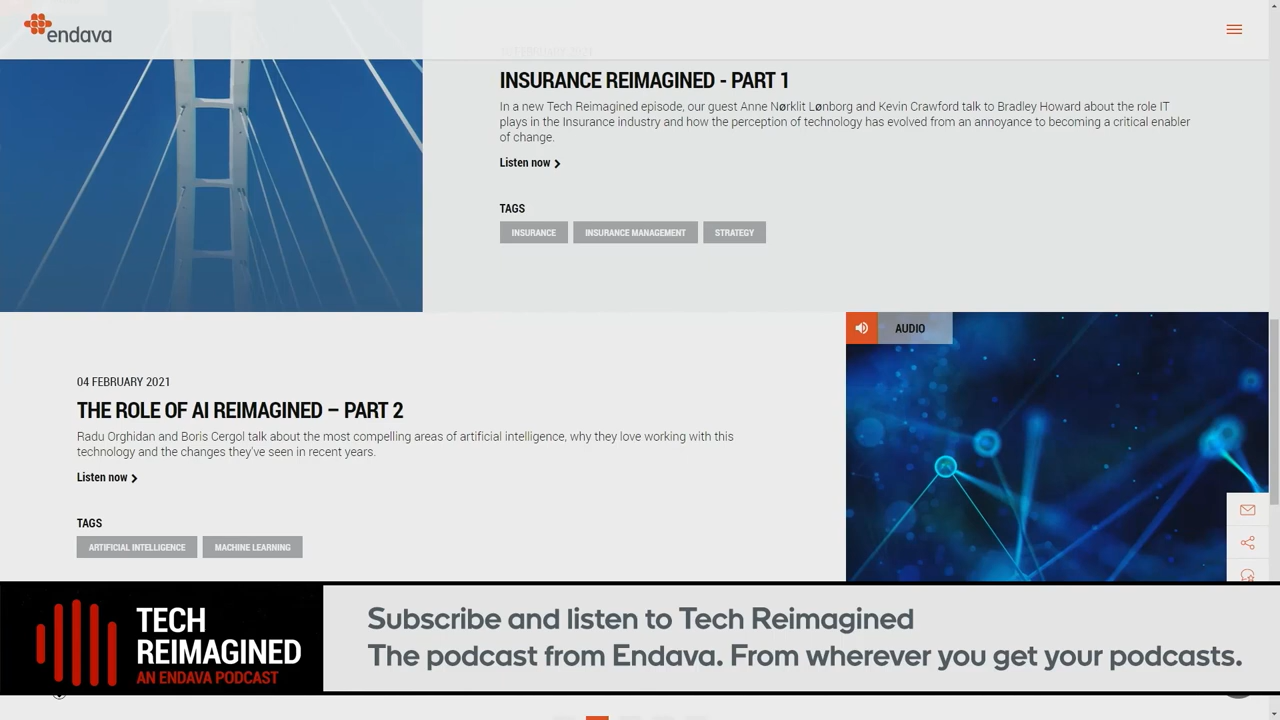 endava
INSURANCE REIMAGINED - PART 1
In a new Tech Reimagined episode, our guest Anne Nørklit Lønborg and Kevin Crawford talk to Bradley Howard about the role IT
plays in the Insurance industry and how the perception of technology has evolved from an annoyance to becoming a critical enabler
of change.
Listen now
TAGS
INSURANCE
INSURANCE MANAGEMENT
STRATEGY
AUDIO
04 FEBRUARY 2021
THE ROLE OF AI REIMAGINED – PART 2
Radu Orghidan and Boris Cergol talk about the most compelling areas of artificial intelligence, why they love working with this
technology and the changes they've seen in recent years.
Listen now
TAGS
ARTIFICIAL INTELLIGENCE
MACHINE LEARNING
TECH
REIMAGINED
AN ENDAVA PODCAST
Subscribe and listen to Tech Reimagined
The podcast from Endava. From wherever you get your podcasts.